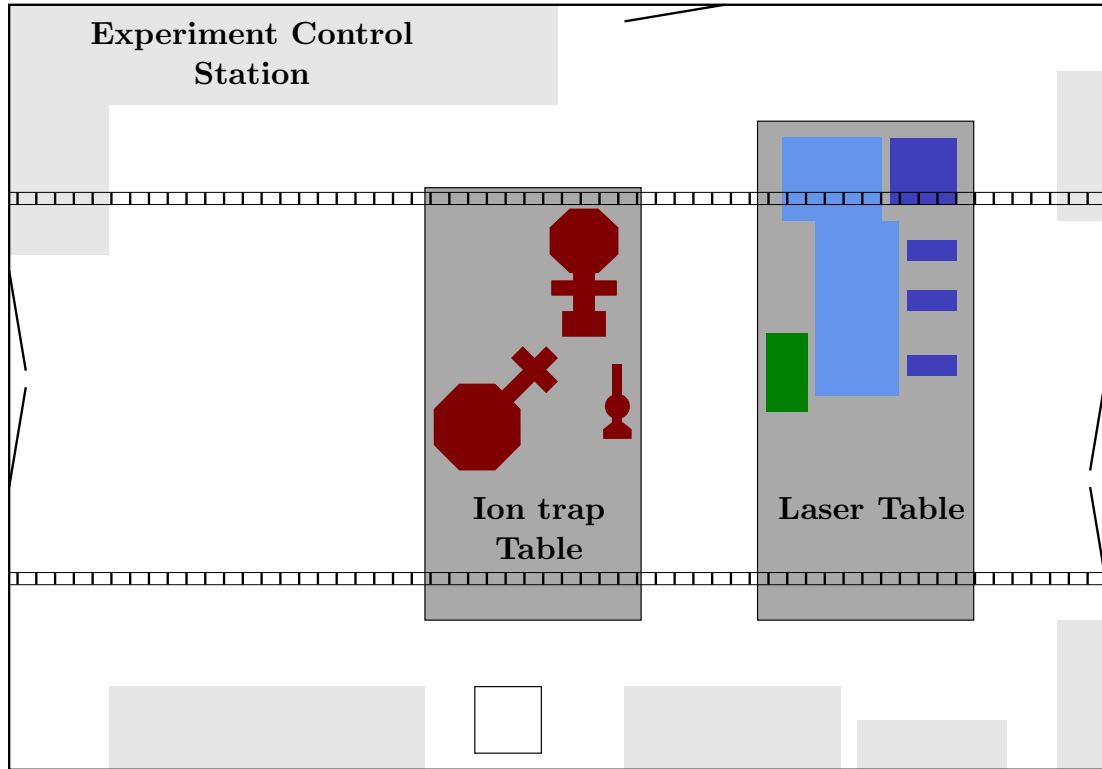 Experiment Control
Station
Ion trap
Table
Laser Table